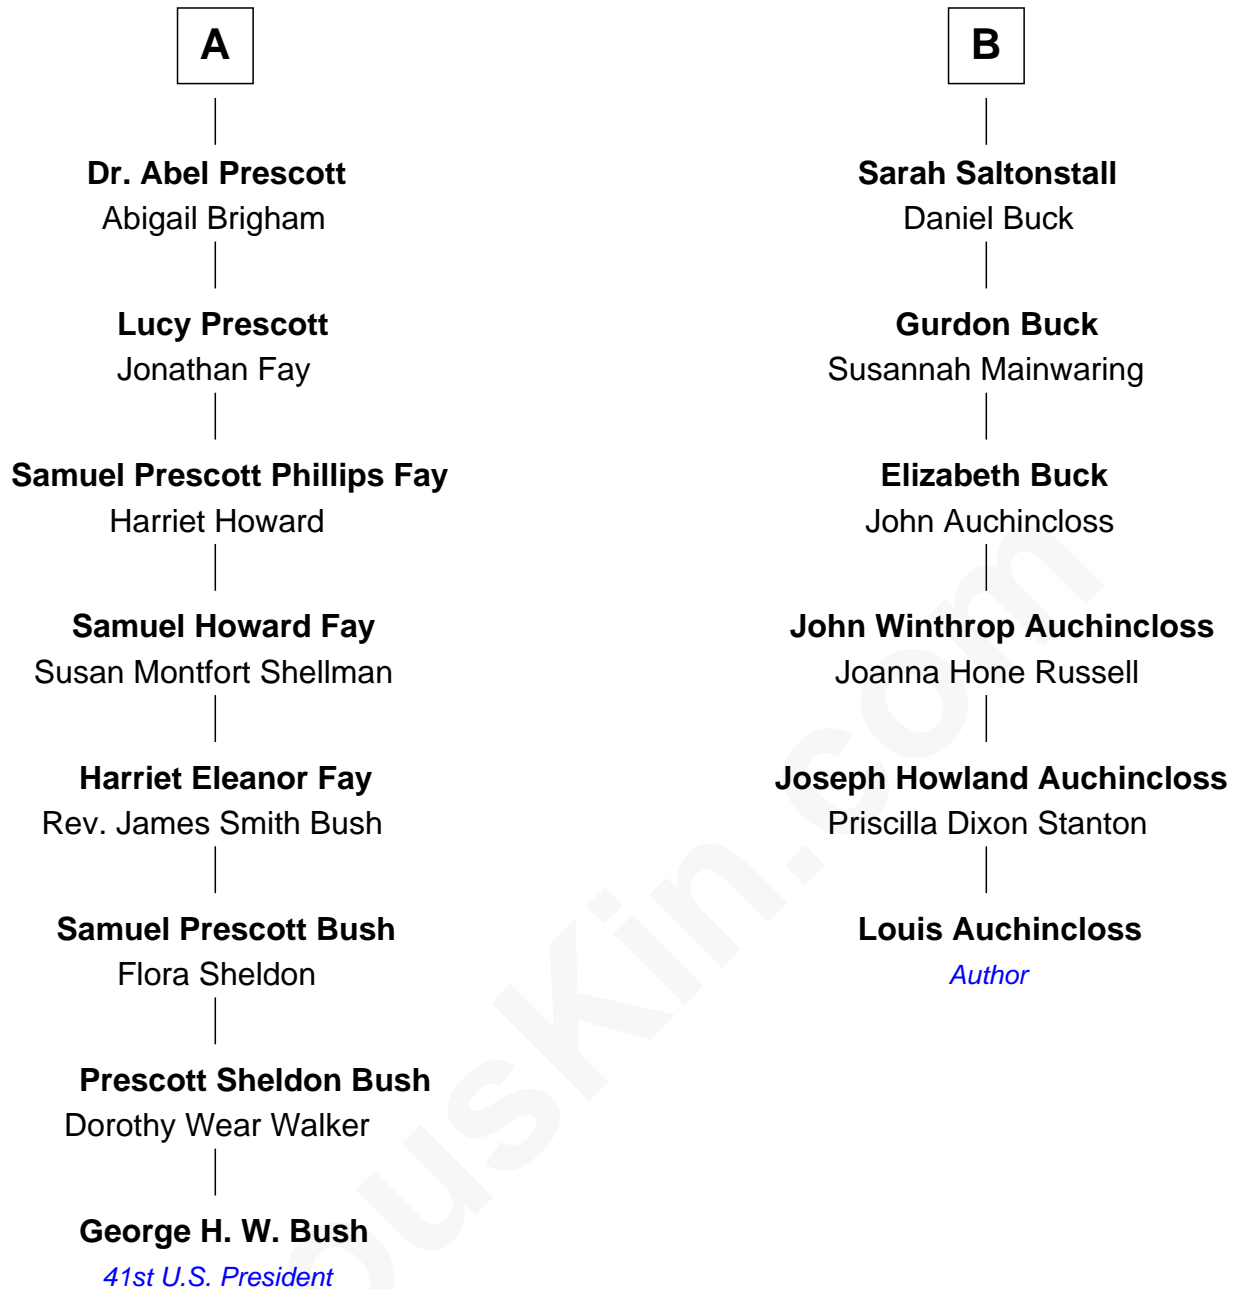 A
Dr. Abel Prescott
Abigail Brigham
Lucy Prescott
Jonathan Fay
Samuel Prescott Phillips Fay
Harriet Howard
Samuel Howard Fay
Susan Montfort Shellman
Harriet Eleanor Fay
Rev. James Smith Bush
Samuel Prescott Bush
Flora Sheldon
Prescott Sheldon Bush
Dorothy Wear Walker
George H. W. Bush
41st U.S. President
B
Sarah Saltonstall
Daniel Buck
Gurdon Buck
Susannah Mainwaring
Elizabeth Buck
John Auchincloss
John Winthrop Auchincloss
Joanna Hone Russell
Joseph Howland Auchincloss
Priscilla Dixon Stanton
Louis Auchincloss
Author
ousKin.com